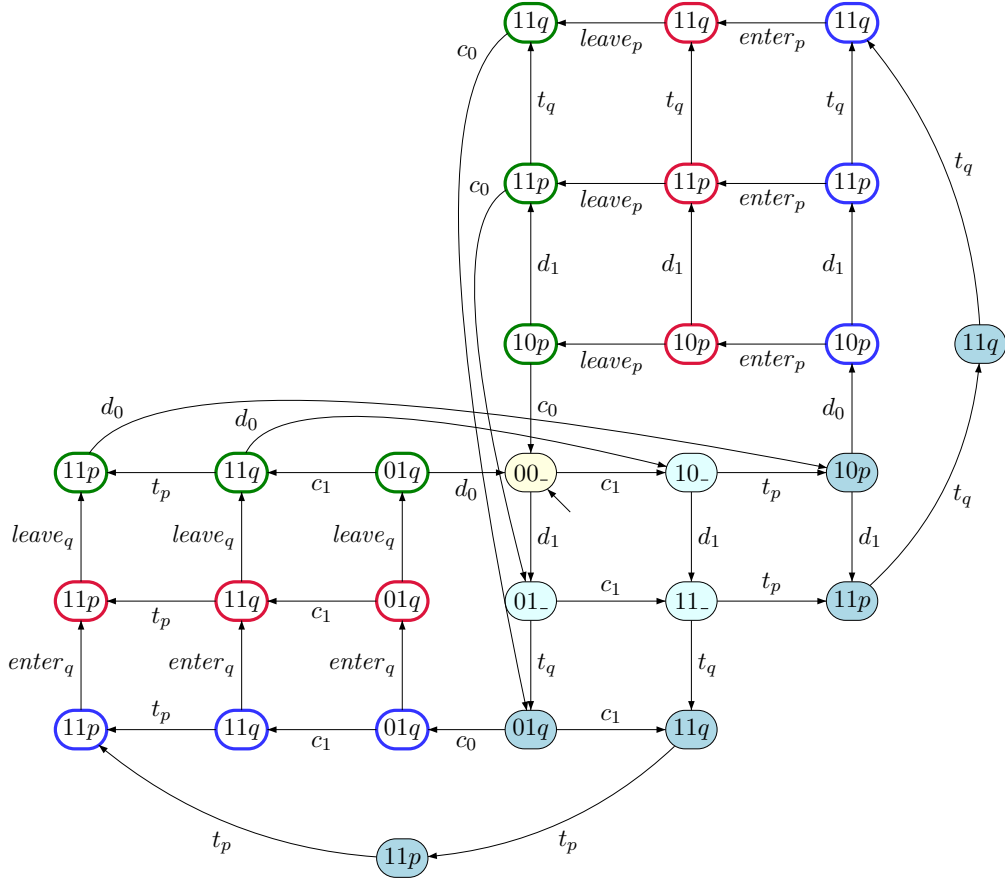 11q leave_p 11q enter_p 11q
c_0
t_q t_q t_q
t_q
c_0 11p leave_p 11p enter_p 11p
d_1 d_1 d_1
10p leave_p 10p enter_p 10p 11q
d_0 c_0 d_0
d_0
11p t_p 11q c_1 01q d_0 00_ c_1 10_ t_p 10p
t_q
leave_q leave_q leave_q d_1 d_1 d_1
11p t_p 11q c_1 01q 01_ c_1 11_ t_p 11p
enter_q enter_q enter_q t_q t_q
11p t_p 11q c_1 01q c_0 01q c_1 11q
t_p t_p
11p